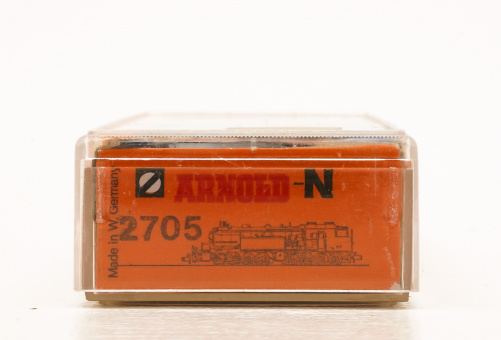 ARNOLD-N
2705
Made in W. Germany